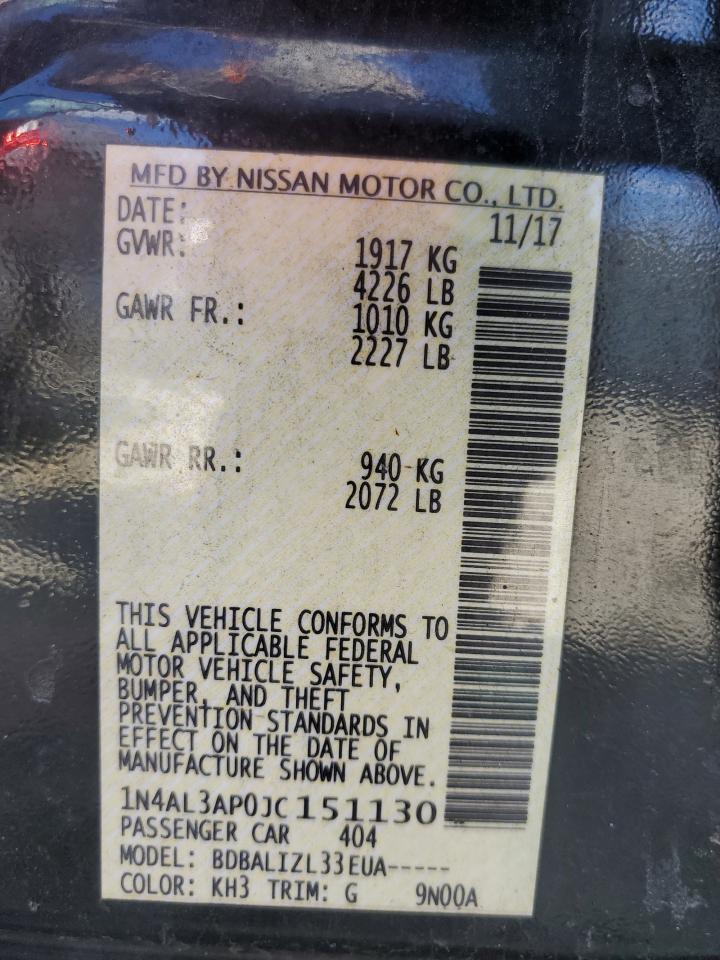 MFD BY NISSAN MOTOR CO., LTD.
DATE: 11/17
GVWR: 1917 KG
4226 LB
GAWR FR.: 1010 KG
2227 LB
GAWR RR.: 940 KG
2072 LB
THIS VEHICLE CONFORMS TO
ALL APPLICABLE FEDERAL
MOTOR VEHICLE SAFETY,
BUMPER, AND THEFT
PREVENTION STANDARDS IN
EFFECT ON THE DATE OF
MANUFACTURE SHOWN ABOVE.
1N4AL3AP0JC151130
PASSENGER CAR 404
MODEL: BDBALIZL33EUA-----
COLOR: KH3 TRIM: G 9N00A